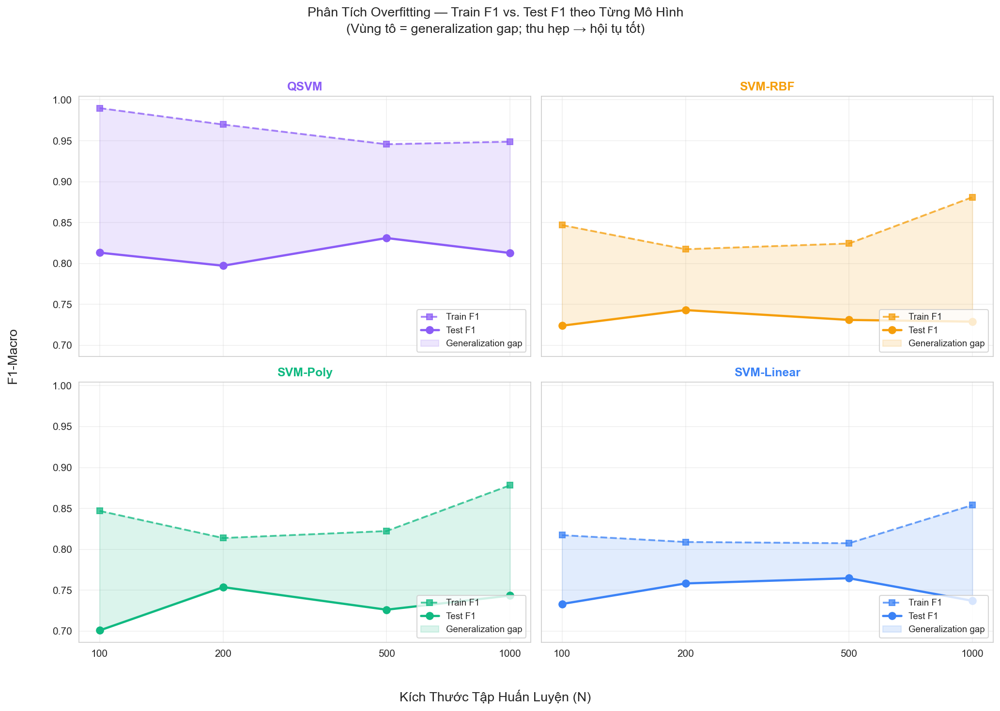 Phân Tích Overfitting — Train F1 vs. Test F1 theo Từng Mô Hình
(Vùng tô = generalization gap; thu hẹp → hội tụ tốt)
QSVM
1.00
0.95
0.90
0.85
0.80
0.75
0.70
Train F1
Test F1
Generalization gap
SVM-RBF
Train F1
Test F1
Generalization gap
F1-Macro
SVM-Poly
1.00
0.95
0.90
0.85
0.80
0.75
0.70
Train F1
Test F1
Generalization gap
100 200 500 1000
SVM-Linear
Train F1
Test F1
Generalization gap
100 200 500 1000
Kích Thước Tập Huấn Luyện (N)